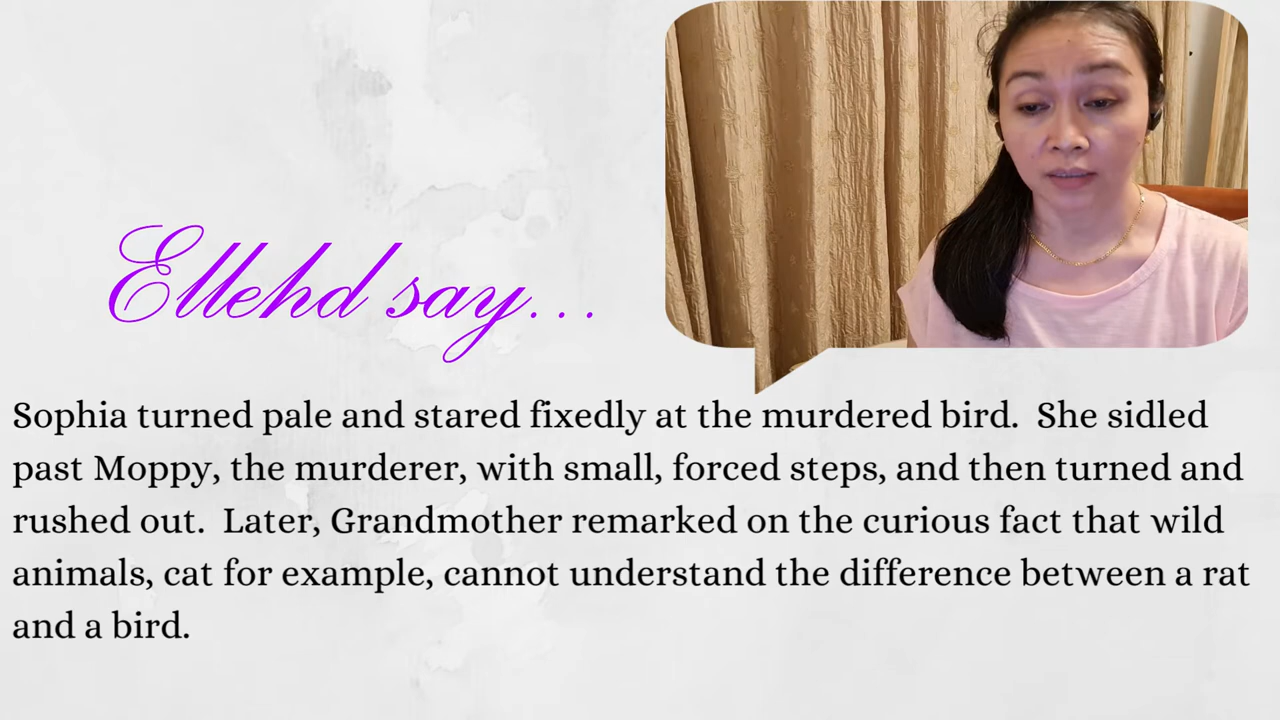 Ellehd say...
Sophia turned pale and stared fixedly at the murdered bird.  She sidled
past Moppy, the murderer, with small, forced steps, and then turned and
rushed out.  Later, Grandmother remarked on the curious fact that wild
animals, cat for example, cannot understand the difference between a rat
and a bird.